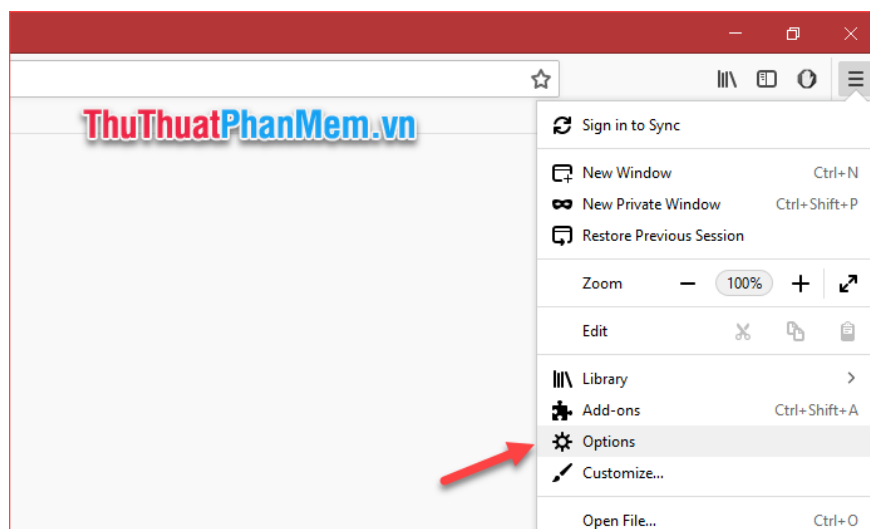 ThuThuatPhanMem.vn
Sign in to Sync
New Window Ctrl+N
New Private Window Ctrl+Shift+P
Restore Previous Session
Zoom 100%
Edit
Library
Add-ons Ctrl+Shift+A
Options
Customize...
Open File... Ctrl+O